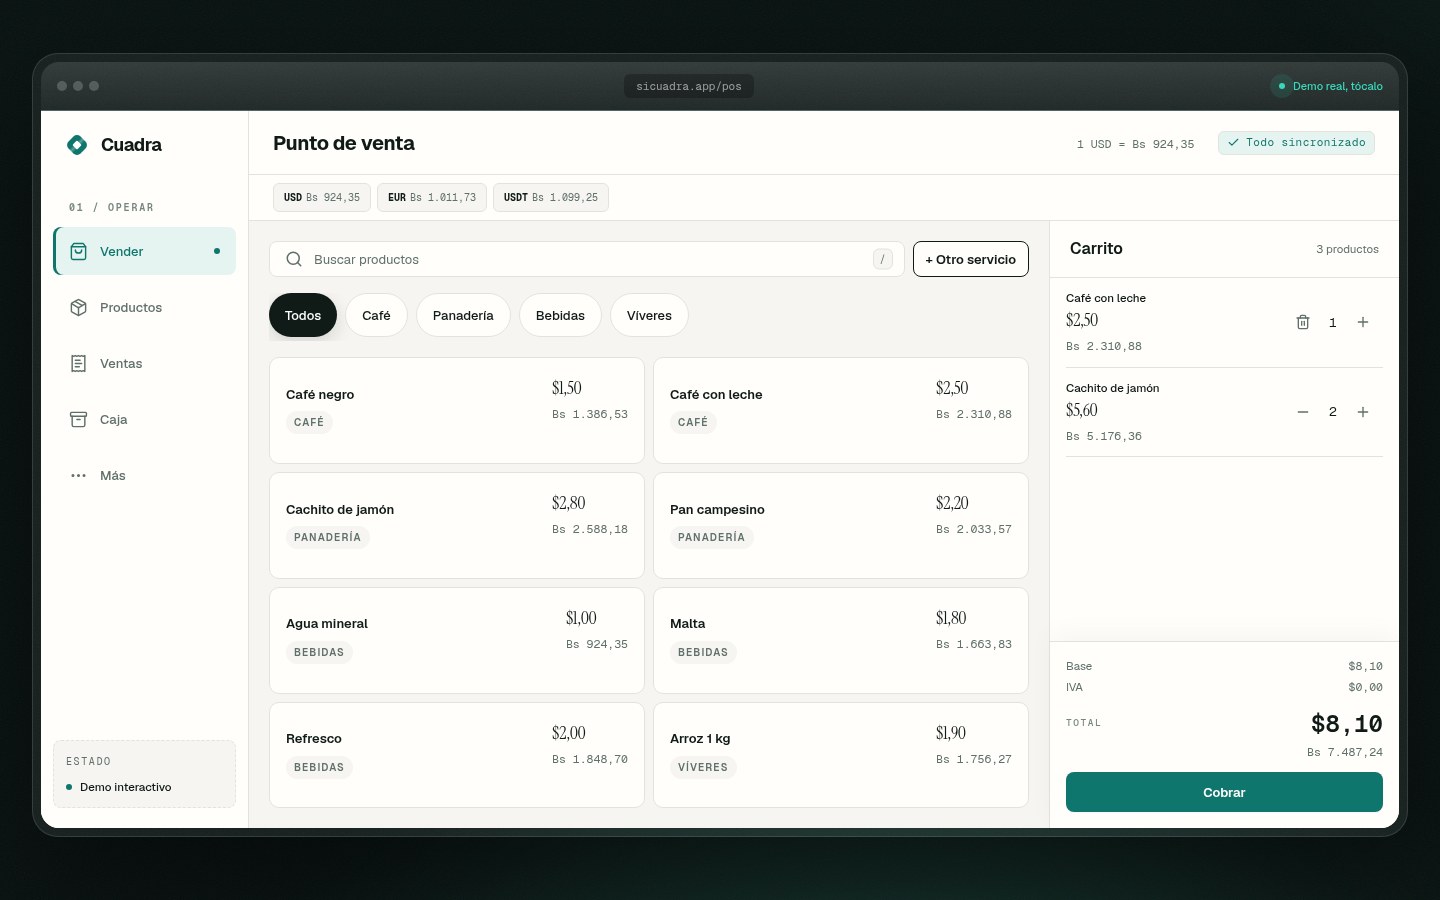 sicuadra.app/pos
Demo real, tócalo
Cuadra
Punto de venta
1 USD = Bs 924,35
Todo sincronizado
USD Bs 924,35
EUR Bs 1.011,73
USDT Bs 1.099,25
01 / OPERAR
Vender
Productos
Ventas
Caja
Más
ESTADO
Demo interactivo
Buscar productos
/
+ Otro servicio
Todos
Café
Panadería
Bebidas
Víveres
Café negro
CAFÉ
$1,50
Bs 1.386,53
Café con leche
CAFÉ
$2,50
Bs 2.310,88
Cachito de jamón
PANADERÍA
$2,80
Bs 2.588,18
Pan campesino
PANADERÍA
$2,20
Bs 2.033,57
Agua mineral
BEBIDAS
$1,00
Bs 924,35
Malta
BEBIDAS
$1,80
Bs 1.663,83
Refresco
BEBIDAS
$2,00
Bs 1.848,70
Arroz 1 kg
VÍVERES
$1,90
Bs 1.756,27
Carrito
3 productos
Café con leche
$2,50
Bs 2.310,88
1
Cachito de jamón
$5,60
Bs 5.176,36
2
Base $8,10
IVA $0,00
TOTAL $8,10
Bs 7.487,24
Cobrar